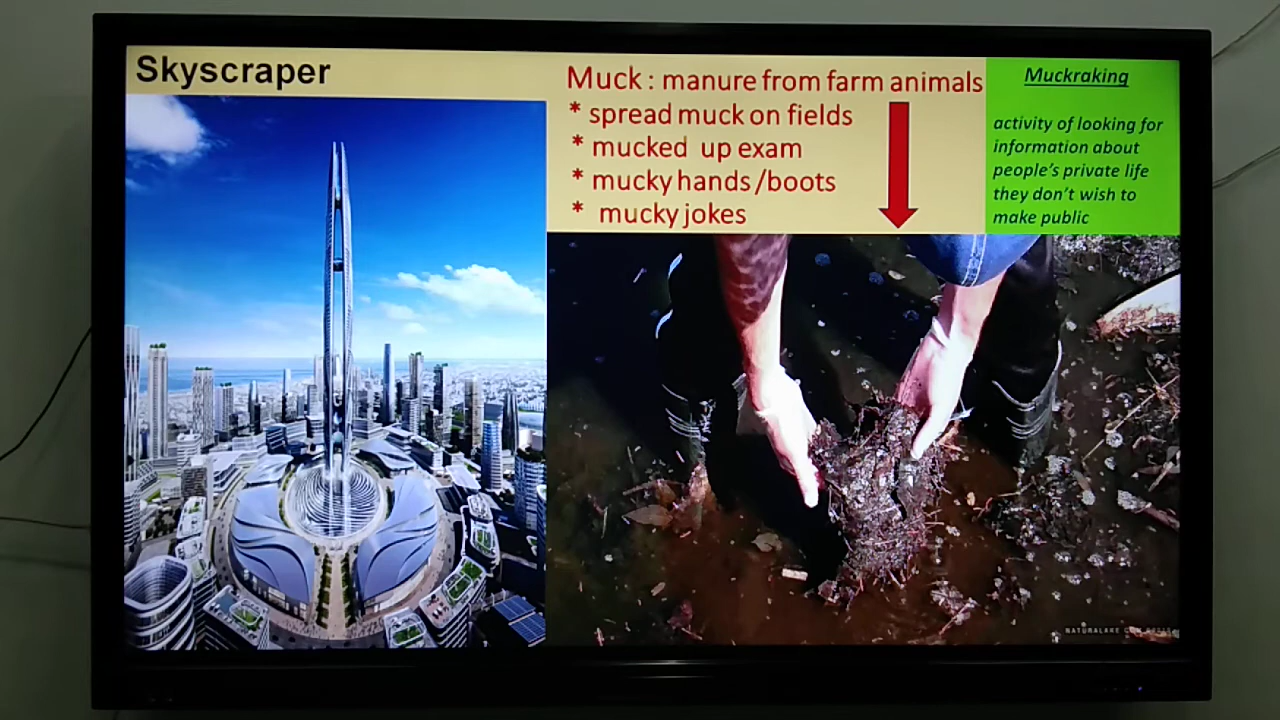 Skyscraper
Muck : manure from farm animals
* spread muck on fields
* mucked up exam
* mucky hands /boots
* mucky jokes
Muckraking
activity of looking for
information about
people's private life
they don't wish to
make public